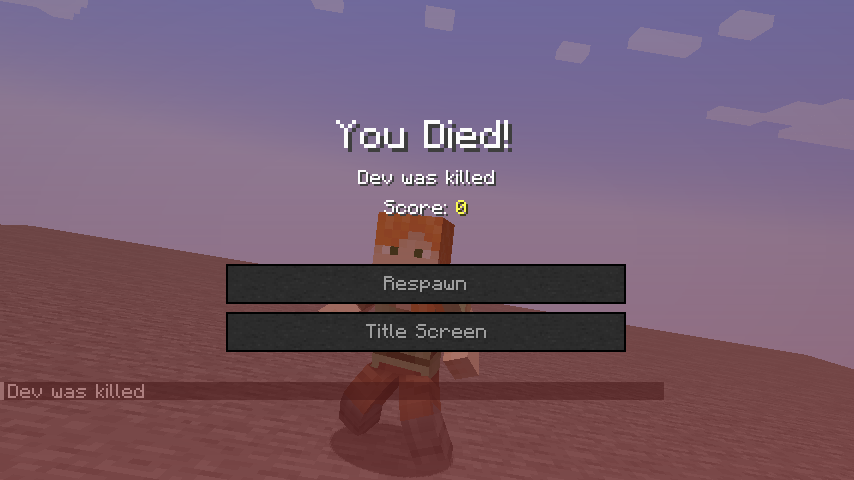 You Died!
Dev was killed
Score: 0
Respawn
Title Screen
Dev was killed